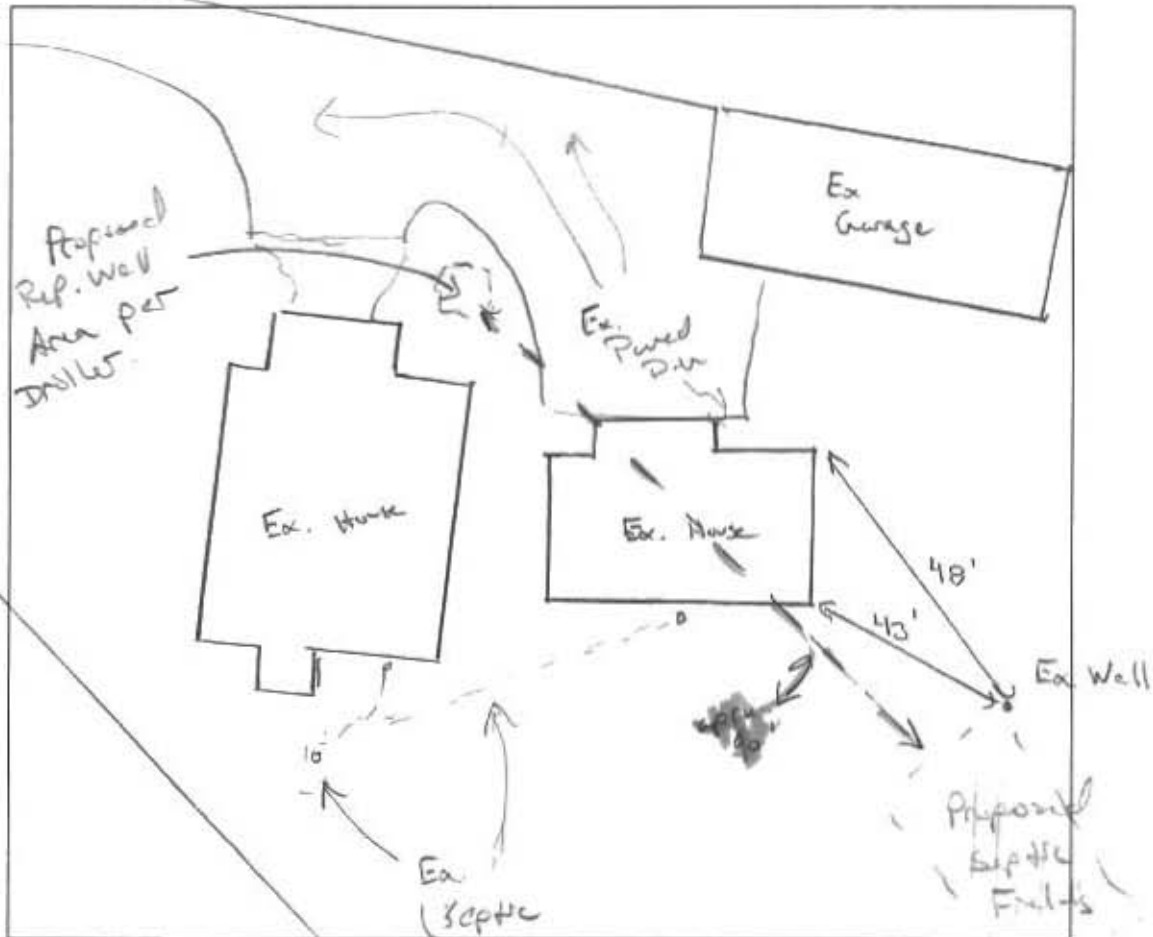 Ex
Garage
Proposed
Rep. Well
Area per
Driller
Ex.
Paved
Ex. House
Ex. House
48'
43'
Ex. Well
10'
Ex
Septic
Proposed
Septic
Fields